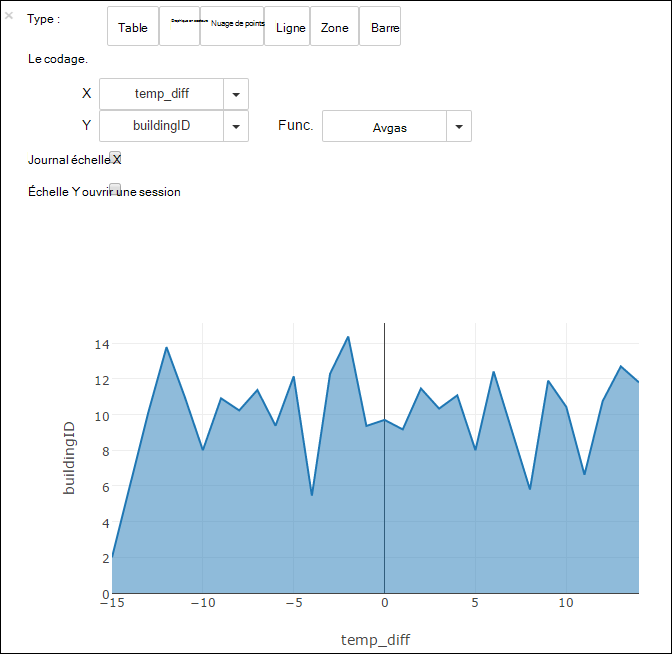 ×
Type :
Table
Nuage de points
Ligne
Zone
Barre
Le codage.
X temp_diff
Y buildingID Func. Avgas
Journal échelle X
Échelle Y ouvrir une session
14
12
10
8
6
4
2
0
buildingID
−15 −10 −5 0 5 10
temp_diff